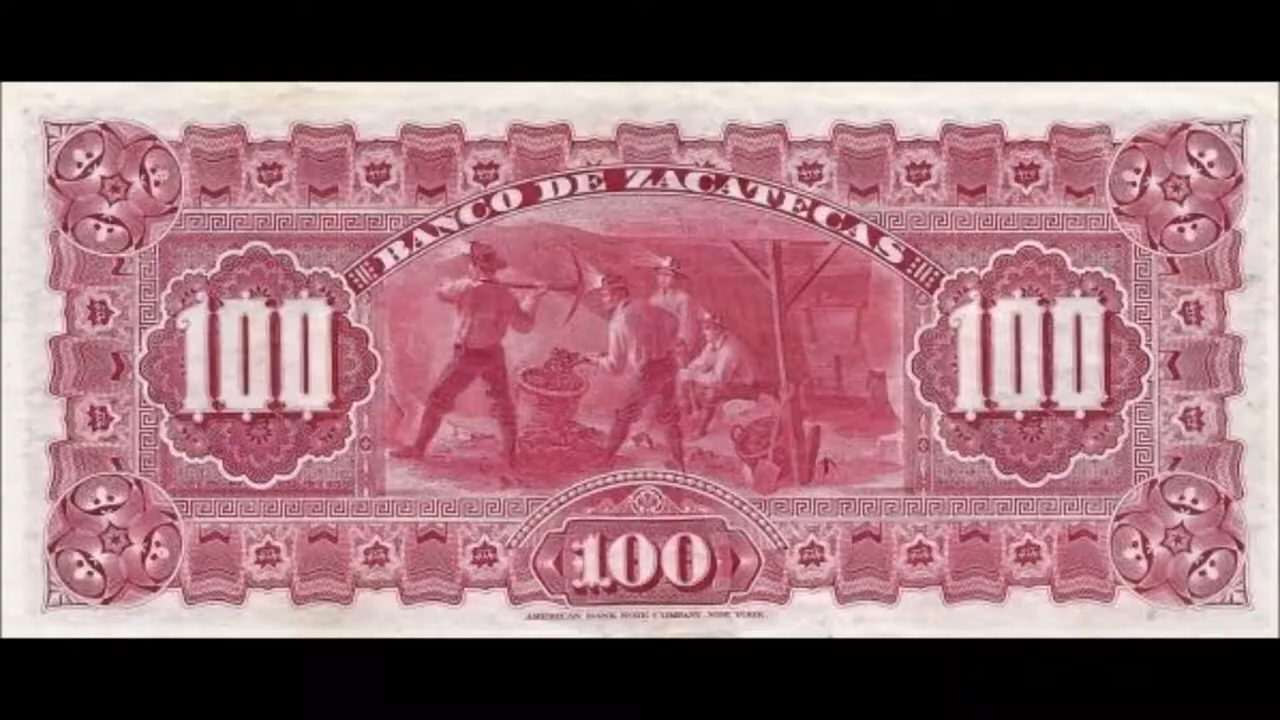 BANCO DE ZACATECAS
100 100
100
AMERICAN BANK NOTE COMPANY, NEW YORK.